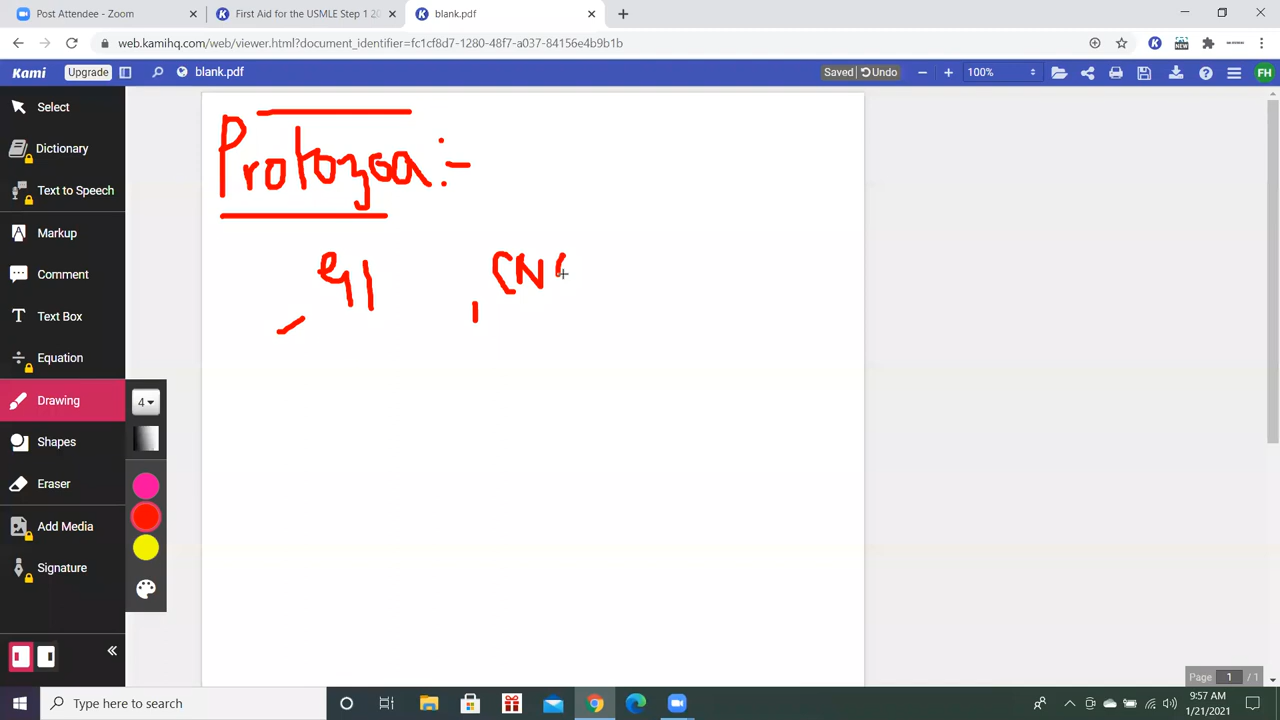 Post Attendee - Zoom
First Aid for the USMLE Step 1 20
blank.pdf
web.kamihq.com/web/viewer.html?document_identifier=fc1cf8d7-1280-48f7-a037-84156e4b9b1b
Kami
Upgrade
blank.pdf
Saved
Undo
100%
FH
Select
Dictionary
Text to Speech
Markup
Comment
Text Box
Equation
Drawing
Shapes
Eraser
Add Media
Signature
4
NEW
Protozoa:-
CN
Page 1 / 1
Type here to search
9:57 AM
1/21/2021